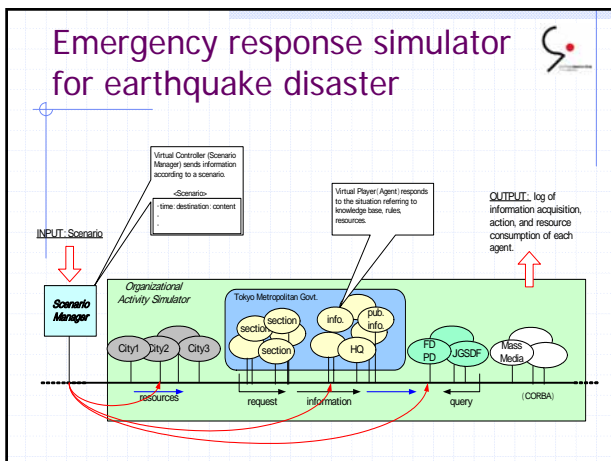 Emergency response simulator
for earthquake disaster
Virtual Controller (Scenario
Manager) sends information
according to a scenario.
<Scenario>
· time: destination: content
.
.
Virtual Player(Agent) responds
to the situation referring to
knowledge base, rules,
resources.
OUTPUT: log of
information acquisition,
action, and resource
consumption of each
agent.
INPUT: Scenario
Scenario
Manager
Organizational
Activity Simulator
Tokyo Metropolitan Govt.
City1
City2
City3
section
section
section
info.
pub.
info.
HQ
FD
PD
JGSDF
Mass
Media
resources
request
information
query
(CORBA)